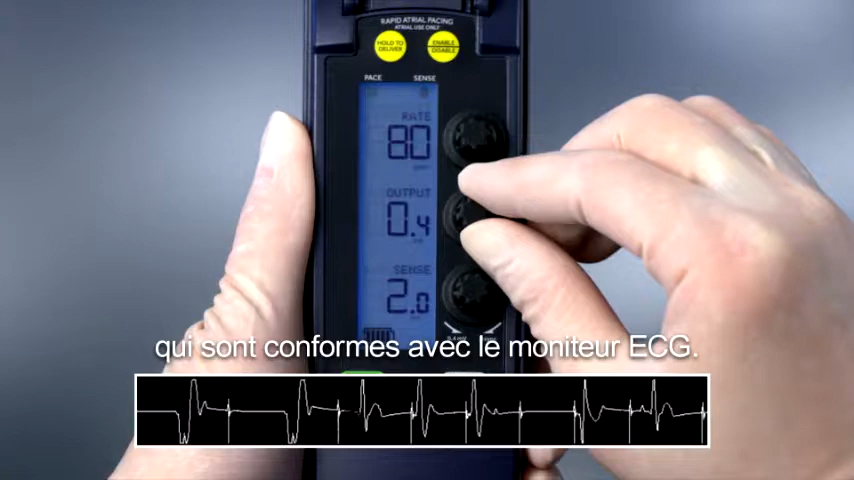 RAPID ATRIAL PACING
ATRIAL USE ONLY
HOLD TO
DELIVER
ENABLE
DISABLE
PACE SENSE
RATE
80
OUTPUT
0.4
SENSE
2.0
qui sont conformes avec le moniteur ECG.